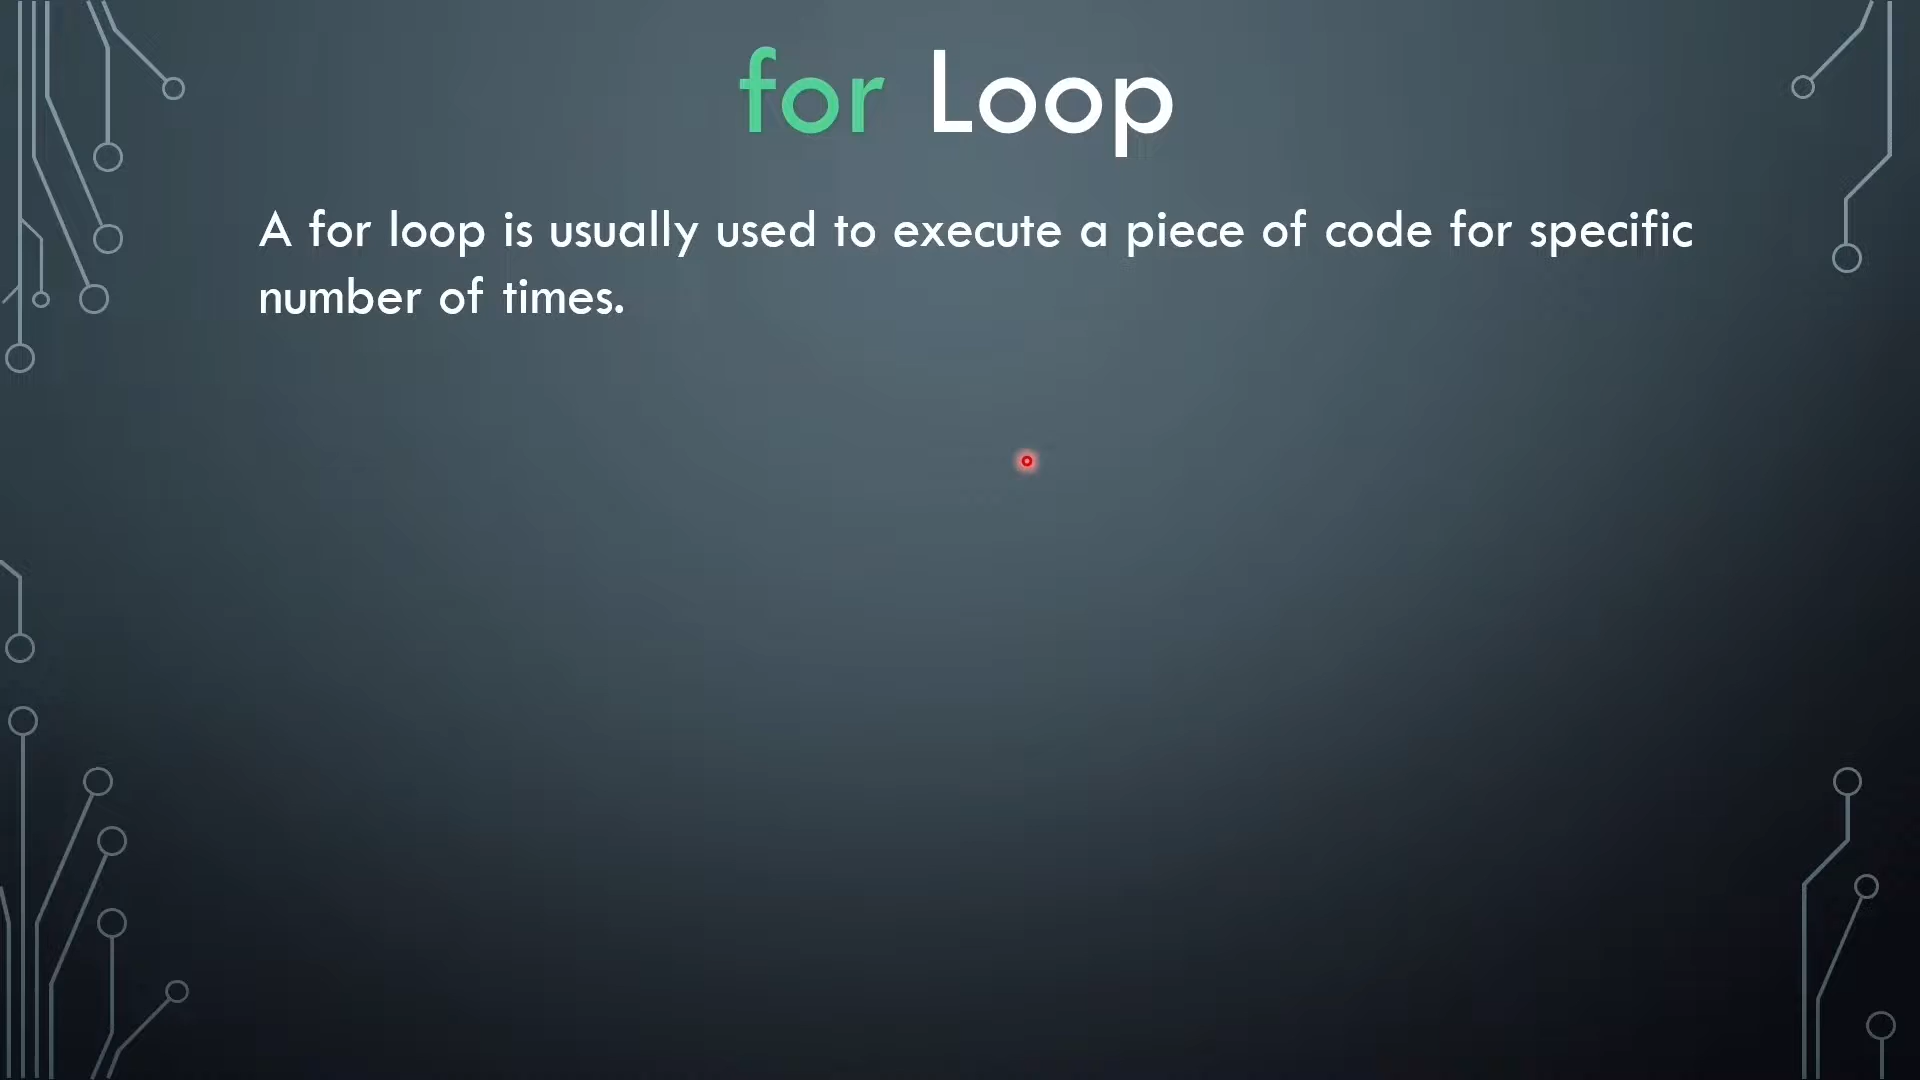 for Loop
A for loop is usually used to execute a piece of code for specific
number of times.